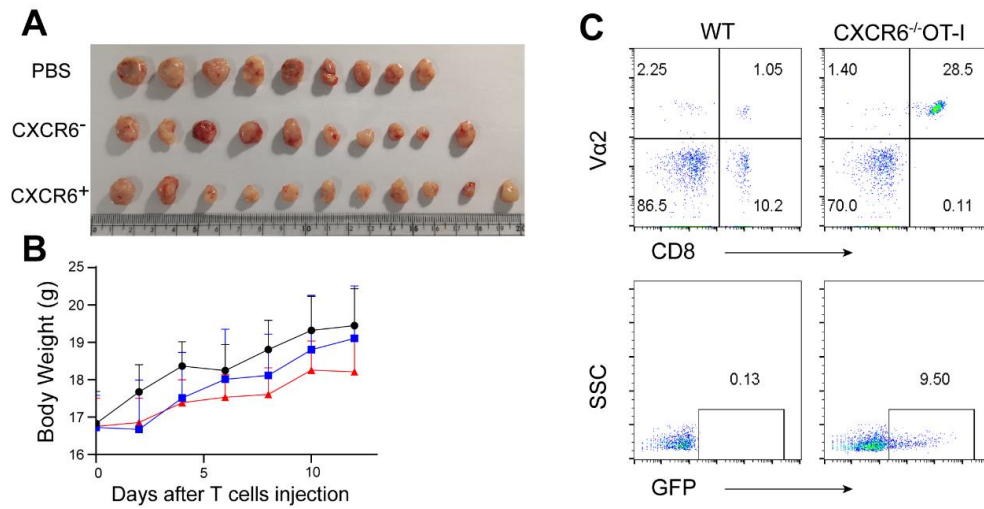 A
PBS
CXCR6⁻
CXCR6⁺
B
Body Weight (g)
25
20
19
18
17
16
0
5
10
Days after T cells injection
C
WT
CXCR6⁻/⁻OT-I
Vα2
2.25
1.05
86.5
10.2
1.40
28.5
70.0
0.11
CD8
SSC
0.13
9.50
GFP